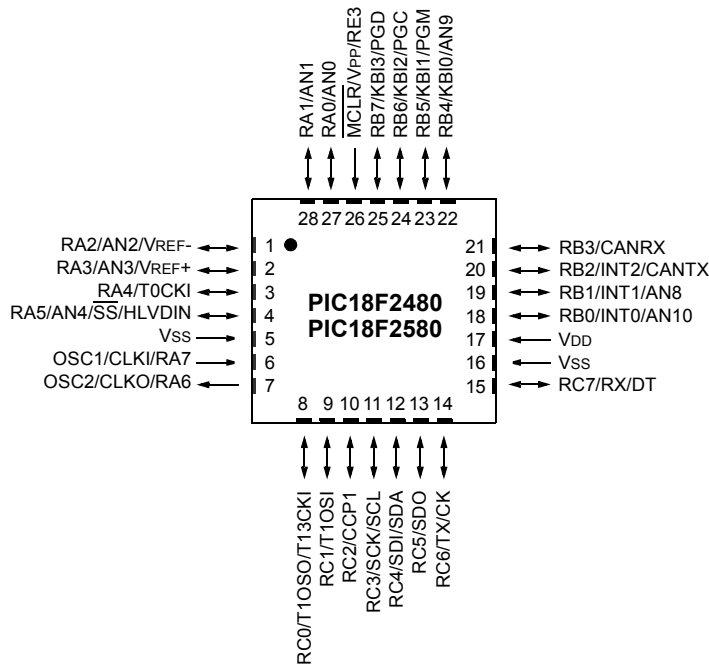 RA1/AN1
RA0/AN0
MCLR/VPP/RE3
RB7/KBI3/PGD
RB6/KBI2/PGC
RB5/KBI1/PGM
RB4/KBI0/AN9
28 27 26 25 24 23 22
RA2/AN2/VREF- 1
RA3/AN3/VREF+ 2
RA4/T0CKI 3
RA5/AN4/SS/HLVDIN 4
VSS 5
OSC1/CLKI/RA7 6
OSC2/CLKO/RA6 7
PIC18F2480
PIC18F2580
21 RB3/CANRX
20 RB2/INT2/CANTX
19 RB1/INT1/AN8
18 RB0/INT0/AN10
17 VDD
16 VSS
15 RC7/RX/DT
8 9 10 11 12 13 14
RC0/T1OSO/T13CKI
RC1/T1OSI
RC2/CCP1
RC3/SCK/SCL
RC4/SDI/SDA
RC5/SDO
RC6/TX/CK